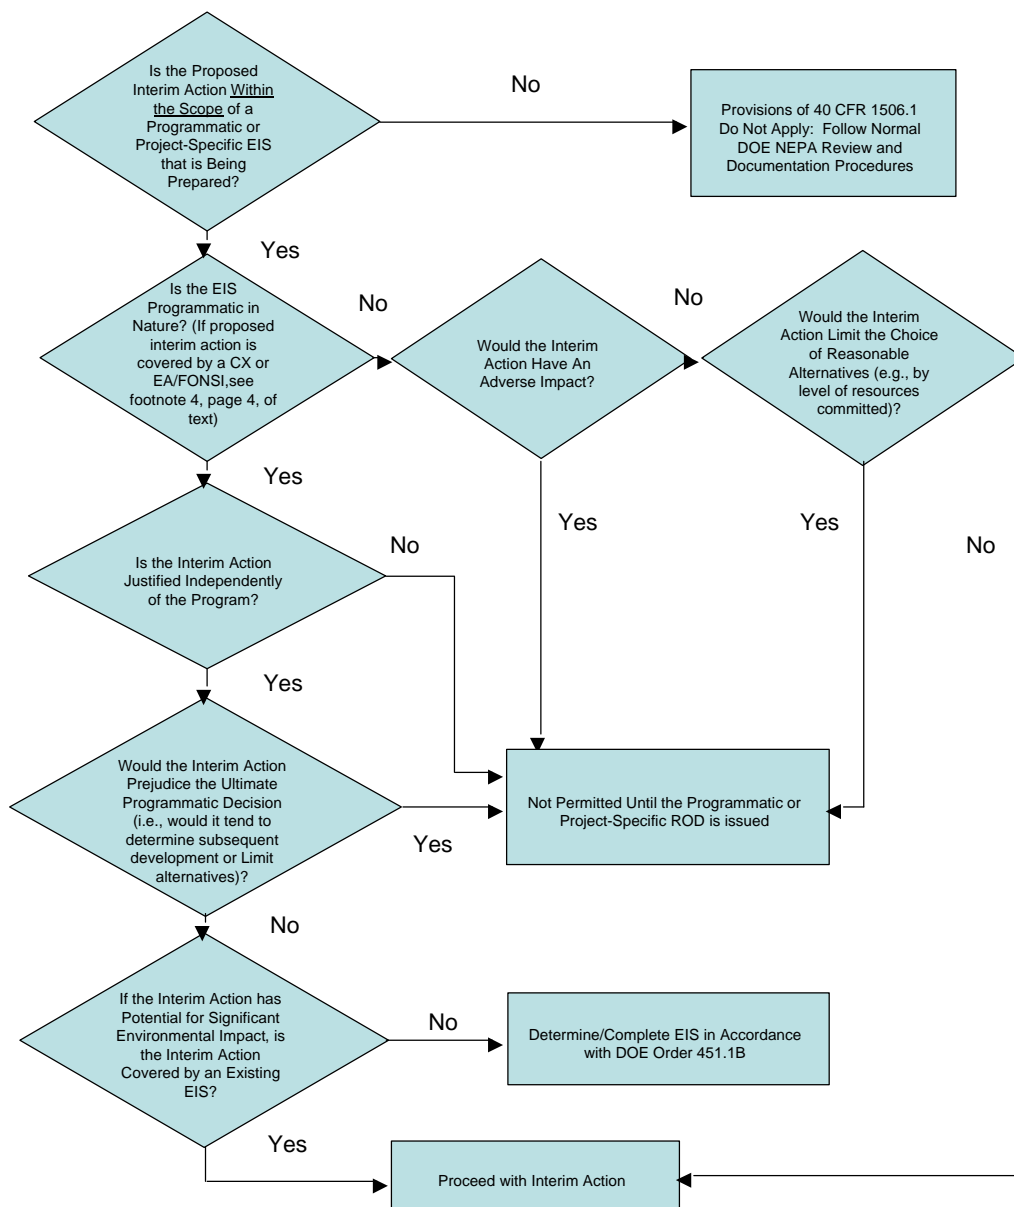 Is the Proposed
Interim Action Within
the Scope of a
Programmatic or
Project-Specific EIS
that is Being
Prepared?
No
Provisions of 40 CFR 1506.1
Do Not Apply: Follow Normal
DOE NEPA Review and
Documentation Procedures
Yes
Is the EIS
Programmatic in
Nature? (If proposed
interim action is
covered by a CX or
EA/FONSI,see
footnote 4, page 4, of
text)
No
Would the Interim
Action Have An
Adverse Impact?
No
Would the Interim
Action Limit the Choice
of Reasonable
Alternatives (e.g., by
level of resources
committed)?
Yes
Yes
Yes
No
Is the Interim Action
Justified Independently
of the Program?
No
Yes
Would the Interim Action
Prejudice the Ultimate
Programmatic Decision
(i.e., would it tend to
determine subsequent
development or Limit
alternatives)?
Yes
Not Permitted Until the Programmatic or
Project-Specific ROD is issued
No
If the Interim Action has
Potential for Significant
Environmental Impact, is
the Interim Action
Covered by an Existing
EIS?
No
Determine/Complete EIS in Accordance
with DOE Order 451.1B
Yes
Proceed with Interim Action